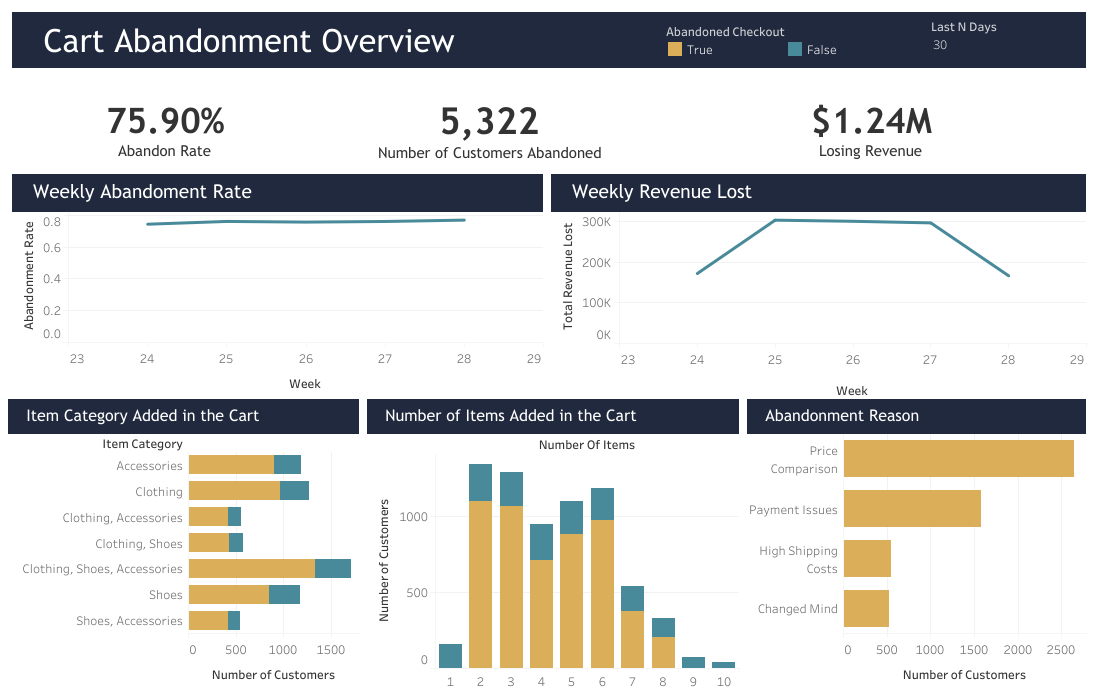 Cart Abandonment Overview
Abandoned Checkout
True
False
Last N Days
30
75.90%
Abandon Rate
5,322
Number of Customers Abandoned
$1.24M
Losing Revenue
Weekly Abandoment Rate
Abandonment Rate
0.8
0.6
0.4
0.2
0.0
23 24 25 26 27 28 29
Week
Weekly Revenue Lost
Total Revenue Lost
300K
200K
100K
0K
23 24 25 26 27 28 29
Week
Item Category Added in the Cart
Item Category
Accessories
Clothing
Clothing, Accessories
Clothing, Shoes
Clothing, Shoes, Accessories
Shoes
Shoes, Accessories
0 500 1000 1500
Number of Customers
Number of Items Added in the Cart
Number Of Items
Number of Customers
1000
500
0
1 2 3 4 5 6 7 8 9 10
Abandonment Reason
Price
Comparison
Payment Issues
High Shipping
Costs
Changed Mind
0 500 1000 1500 2000 2500
Number of Customers